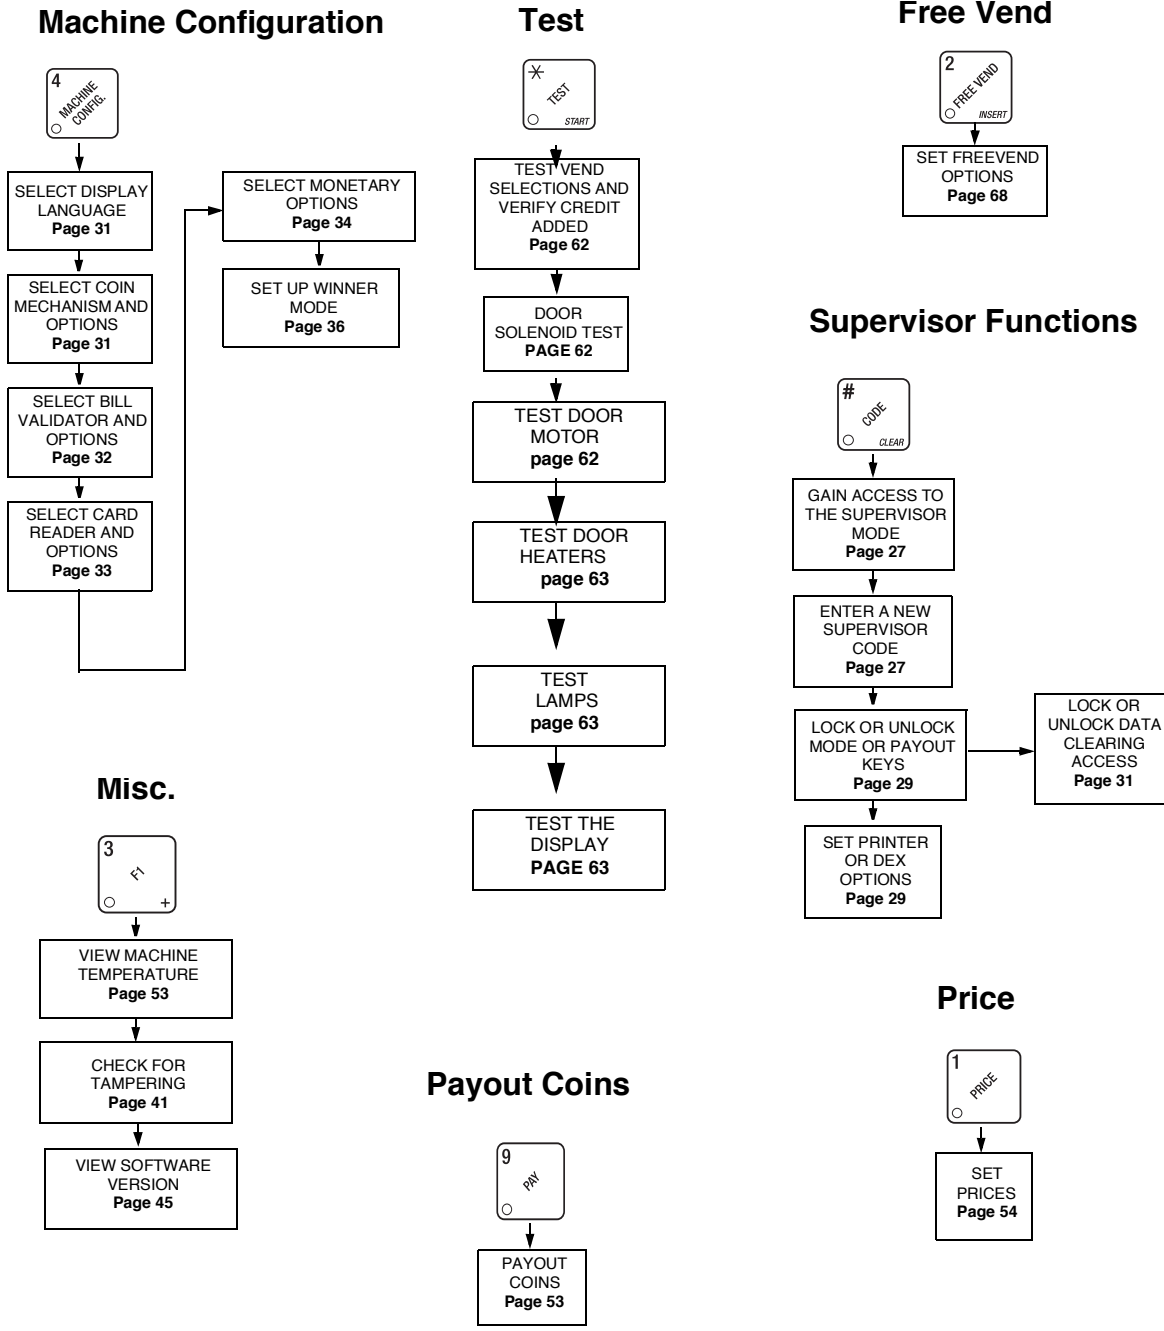 Machine Configuration
4
MACHINE
CONFIG.
SELECT DISPLAY
LANGUAGE
Page 31
SELECT COIN
MECHANISM AND
OPTIONS
Page 31
SELECT BILL
VALIDATOR AND
OPTIONS
Page 32
SELECT CARD
READER AND
OPTIONS
Page 33
SELECT MONETARY
OPTIONS
Page 34
SET UP WINNER
MODE
Page 36
Test
TEST
START
TEST VEND
SELECTIONS AND
VERIFY CREDIT
ADDED
Page 62
DOOR
SOLENOID TEST
PAGE 62
TEST DOOR
MOTOR
page 62
TEST DOOR
HEATERS
page 63
TEST
LAMPS
page 63
TEST THE
DISPLAY
PAGE 63
Free Vend
2
FREE VEND
INSERT
SET FREEVEND
OPTIONS
Page 68
Supervisor Functions
#
CODE
CLEAR
GAIN ACCESS TO
THE SUPERVISOR
MODE
Page 27
ENTER A NEW
SUPERVISOR
CODE
Page 27
LOCK OR UNLOCK
MODE OR PAYOUT
KEYS
Page 29
LOCK OR
UNLOCK DATA
CLEARING
ACCESS
Page 31
SET PRINTER
OR DEX
OPTIONS
Page 29
Misc.
3
F1
+
VIEW MACHINE
TEMPERATURE
Page 53
CHECK FOR
TAMPERING
Page 41
VIEW SOFTWARE
VERSION
Page 45
Payout Coins
9
PAY
PAYOUT
COINS
Page 53
Price
1
PRICE
SET
PRICES
Page 54